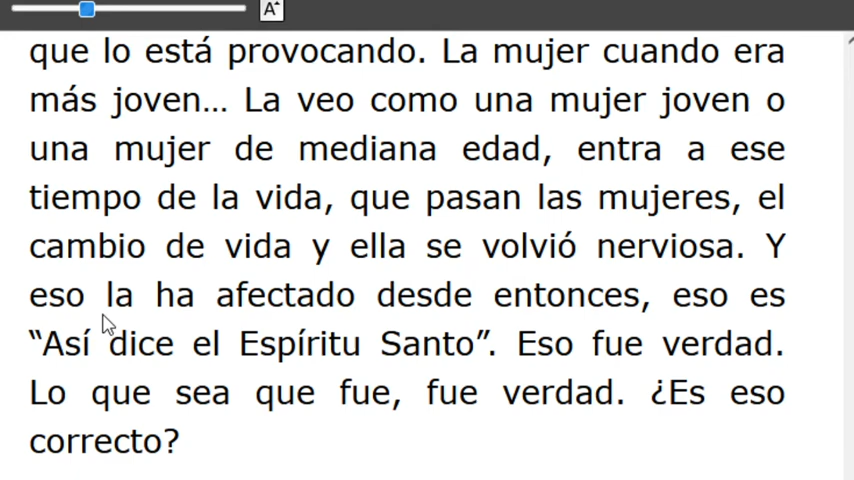 A
que lo está provocando. La mujer cuando era
más joven... La veo como una mujer joven o
una mujer de mediana edad, entra a ese
tiempo de la vida, que pasan las mujeres, el
cambio de vida y ella se volvió nerviosa. Y
eso la ha afectado desde entonces, eso es
“Así dice el Espíritu Santo”. Eso fue verdad.
Lo que sea que fue, fue verdad. ¿Es eso
correcto?